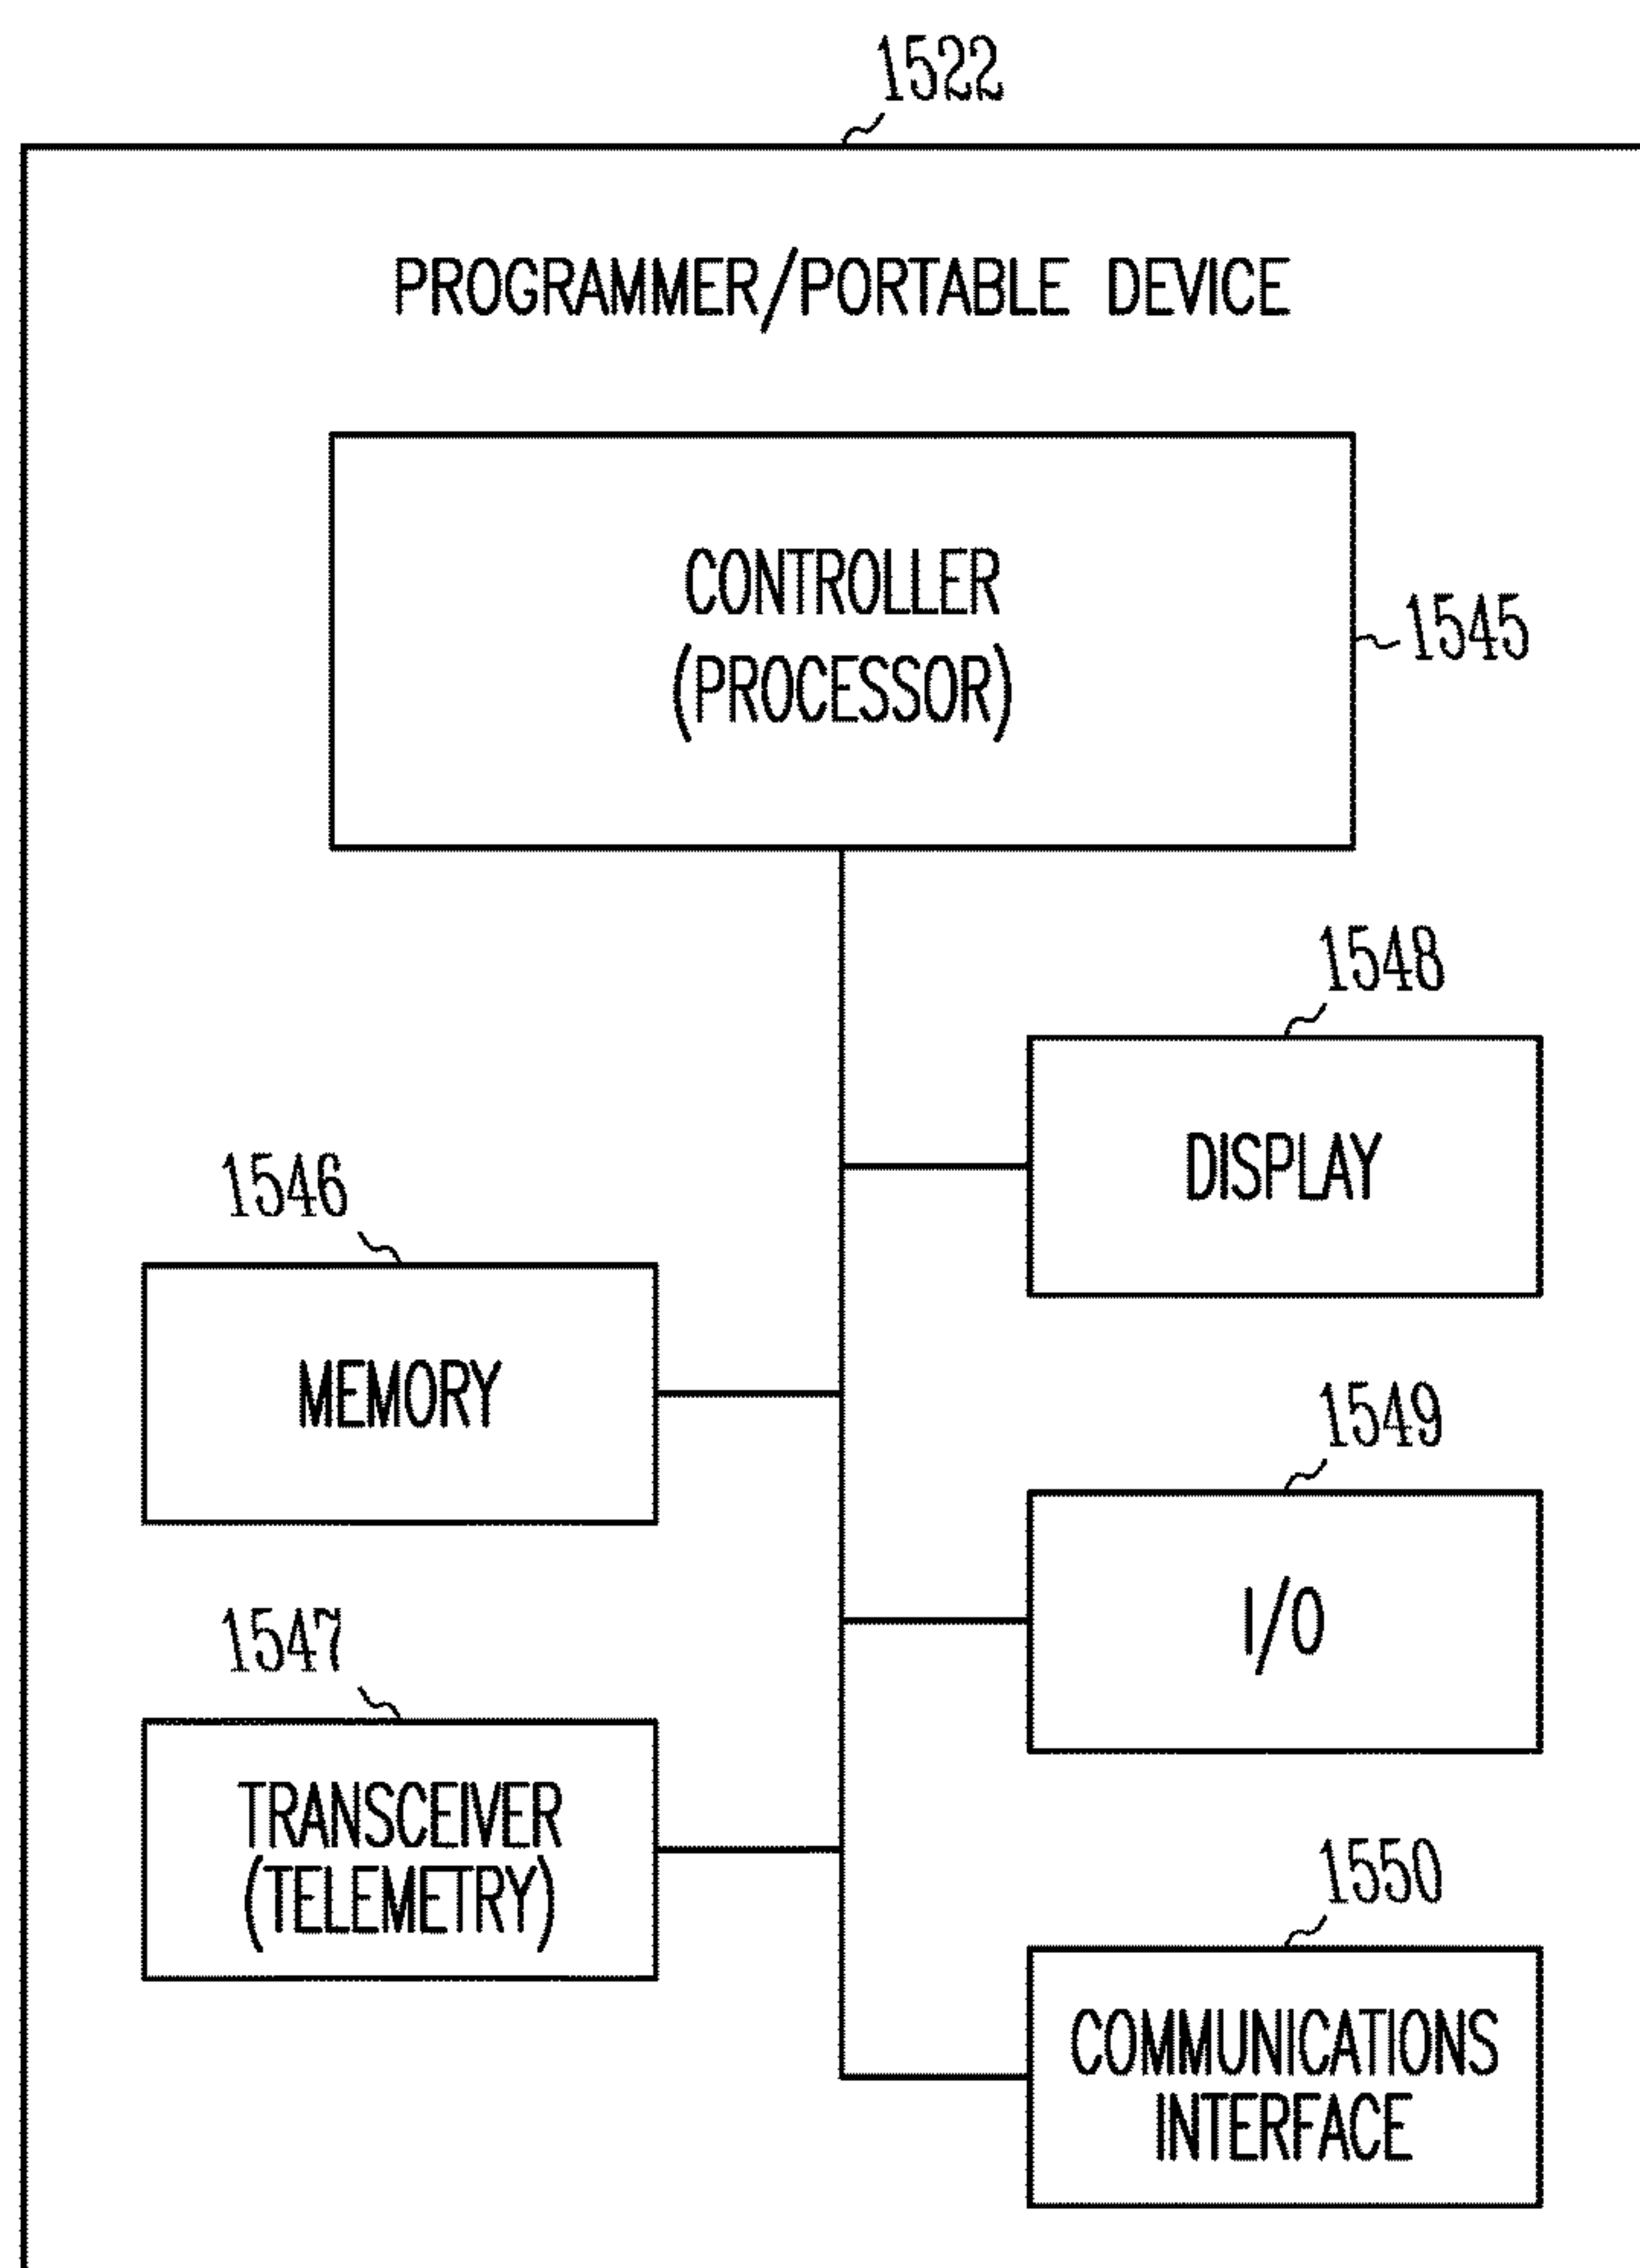 1522
PROGRAMMER/PORTABLE DEVICE
CONTROLLER
(PROCESSOR)
1545
1548
DISPLAY
1546
MEMORY
1549
I/O
1547
TRANSCEIVER
(TELEMETRY)
1550
COMMUNICATIONS
INTERFACE